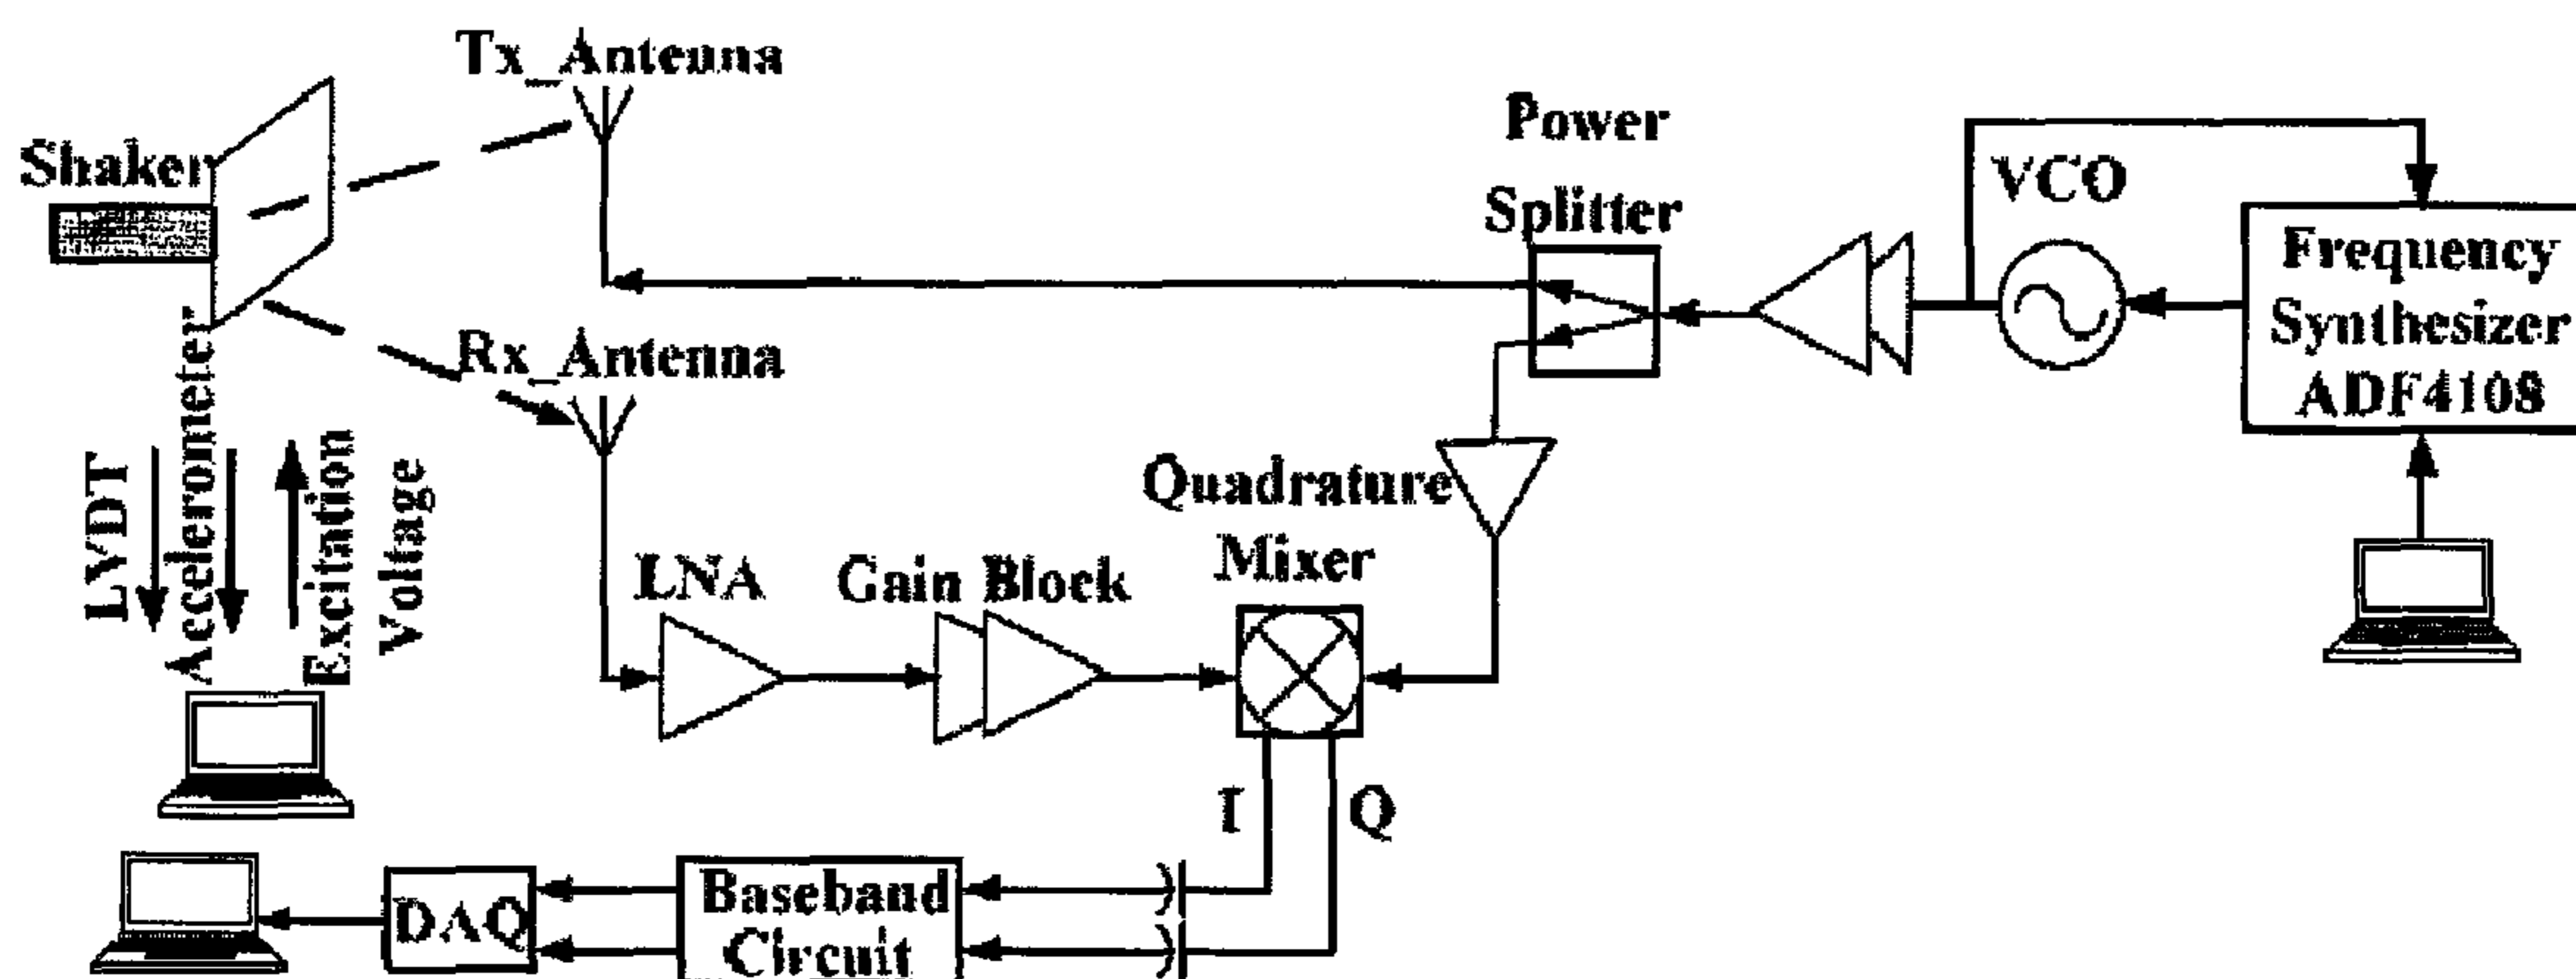 Tx_Antenna
Shaker
Power
Splitter
VCO
Frequency
Synthesizer
ADF4108
Rx_Antenna
LVDT
Accelerometer
Excitation
Voltage
Quadrature
Mixer
LNA
Gain Block
I
Q
Baseband
Circuit
DAQ